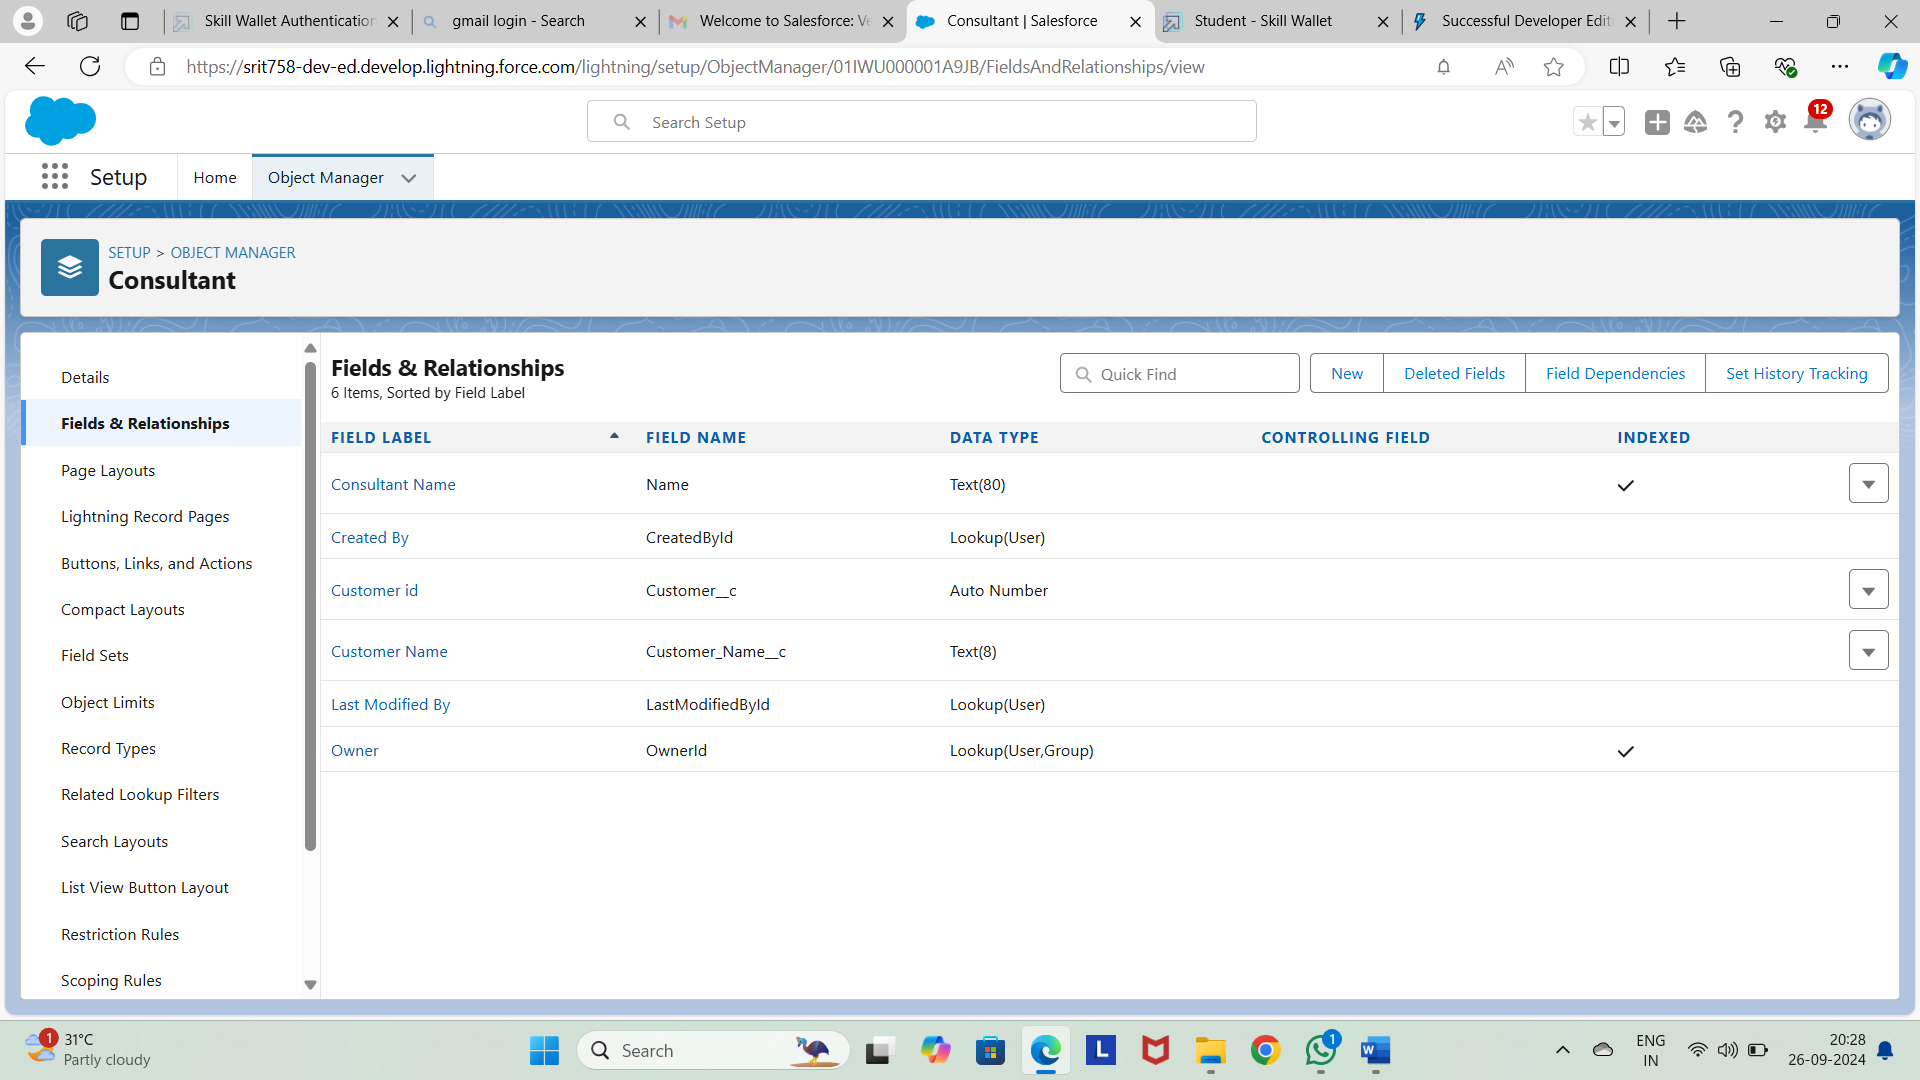 Skill Wallet Authentication
gmail login - Search
Welcome to Salesforce: Ve
Consultant | Salesforce
Student - Skill Wallet
Successful Developer Editi
https://srit758-dev-ed.develop.lightning.force.com/lightning/setup/ObjectManager/01IWU000001A9JB/FieldsAndRelationships/view
Search Setup
12
Setup
Home
Object Manager
SETUP > OBJECT MANAGER
Consultant
Details
Fields & Relationships
Page Layouts
Lightning Record Pages
Buttons, Links, and Actions
Compact Layouts
Field Sets
Object Limits
Record Types
Related Lookup Filters
Search Layouts
List View Button Layout
Restriction Rules
Scoping Rules
Fields & Relationships
6 Items, Sorted by Field Label
Quick Find
New
Deleted Fields
Field Dependencies
Set History Tracking
FIELD LABEL FIELD NAME DATA TYPE CONTROLLING FIELD INDEXED
Consultant Name Name Text(80)
Created By CreatedById Lookup(User)
Customer id Customer__c Auto Number
Customer Name Customer_Name__c Text(8)
Last Modified By LastModifiedById Lookup(User)
Owner OwnerId Lookup(User,Group)
1
31°C
Partly cloudy
Search
L
1
W
ENG
IN
20:28
26-09-2024